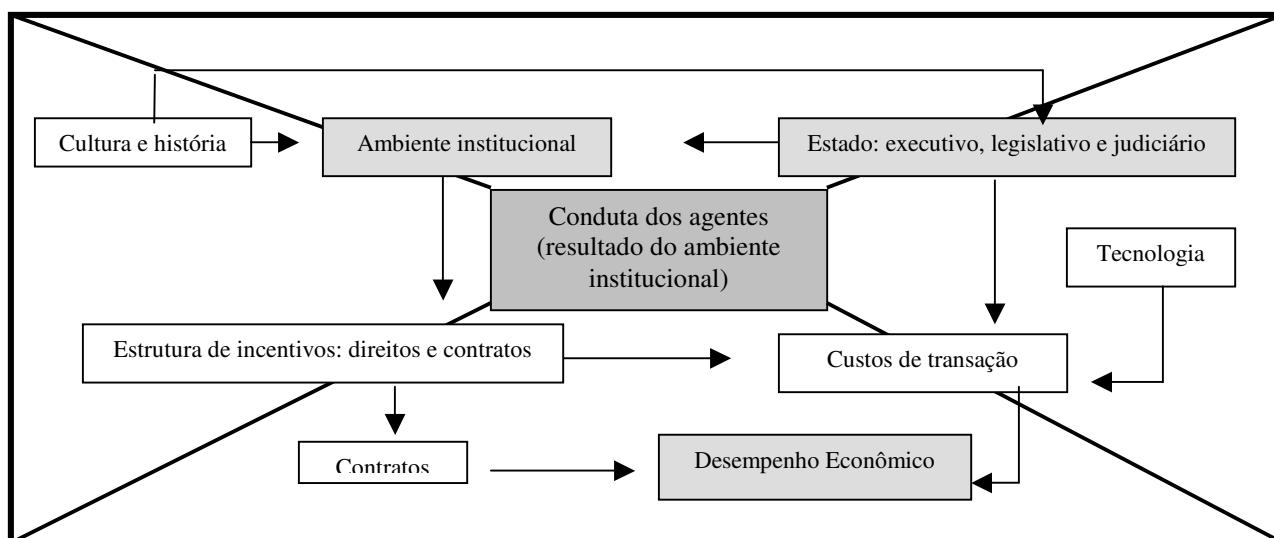 Cultura e história
Ambiente institucional
Estado: executivo, legislativo e judiciário
Conduta dos agentes
(resultado do ambiente
institucional)
Tecnologia
Estrutura de incentivos: direitos e contratos
Custos de transação
Contratos
Desempenho Econômico